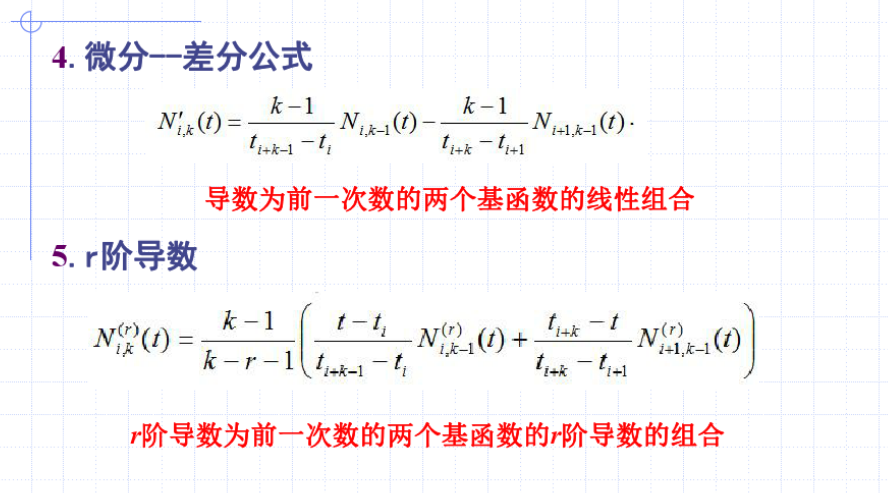 4. 微分--差分公式
N′_{i,k}(t) = \frac{k-1}{t_{i+k-1} - t_i} N_{i,k-1}(t) - \frac{k-1}{t_{i+k} - t_{i+1}} N_{i+1,k-1}(t).
导数为前一次数的两个基函数的线性组合
5. r阶导数
N_{i,k}^{(r)}(t) = \frac{k-1}{k-r-1} \left( \frac{t-t_i}{t_{i+k-1} - t_i} N_{i,k-1}^{(r)}(t) + \frac{t_{i+k} - t}{t_{i+k} - t_{i+1}} N_{i+1,k-1}^{(r)}(t) \right)
r阶导数为前一次数的两个基函数的r阶导数的组合